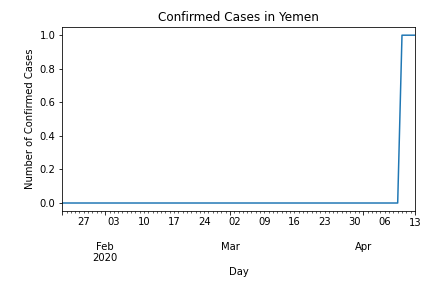 Confirmed Cases in Yemen
Number of Confirmed Cases
1.0
0.8
0.6
0.4
0.2
0.0
27 03 10 17 24 02 09 16 23 30 06 13
Feb Mar Apr
2020
Day